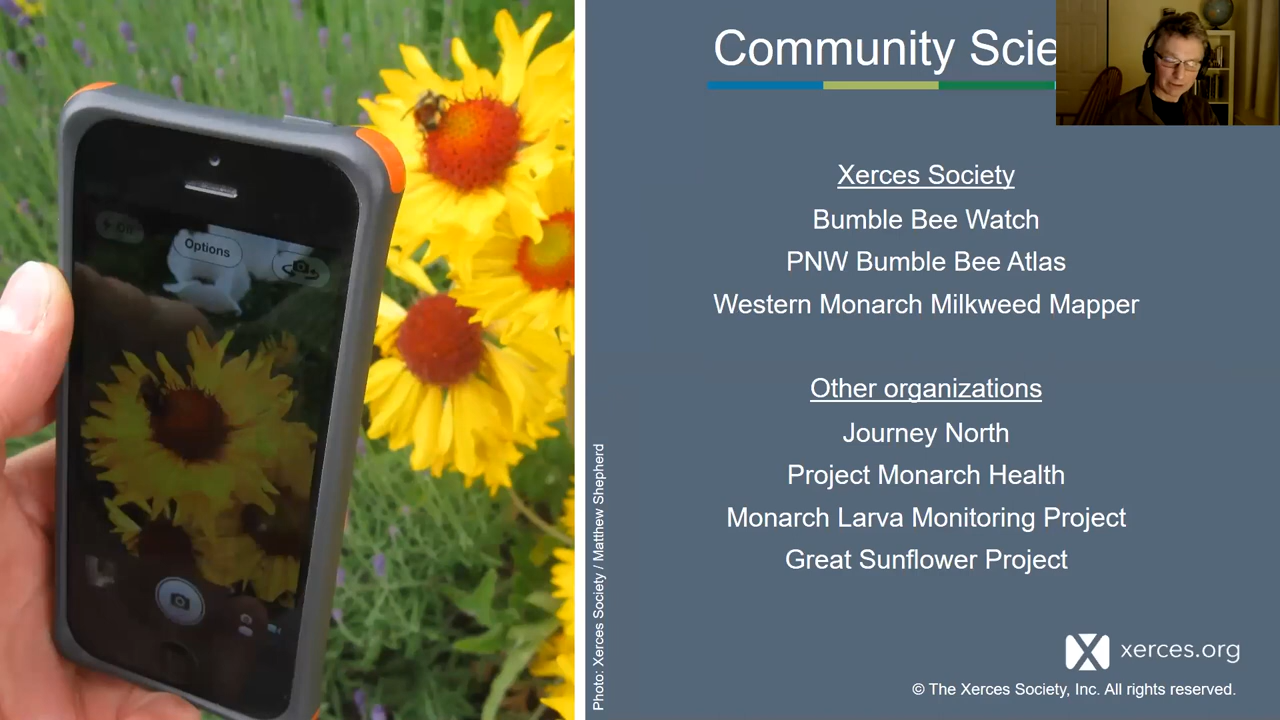 Community Scie
Xerces Society
Bumble Bee Watch
PNW Bumble Bee Atlas
Western Monarch Milkweed Mapper
Other organizations
Journey North
Project Monarch Health
Monarch Larva Monitoring Project
Great Sunflower Project
xerces.org
© The Xerces Society, Inc. All rights reserved.
Photo: Xerces Society / Matthew Shepherd
Off
Options